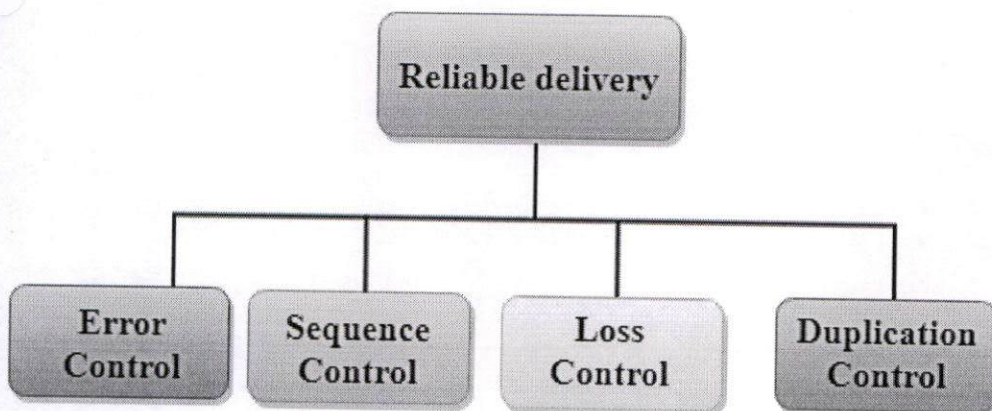 Reliable delivery
Error
Control
Sequence
Control
Loss
Control
Duplication
Control